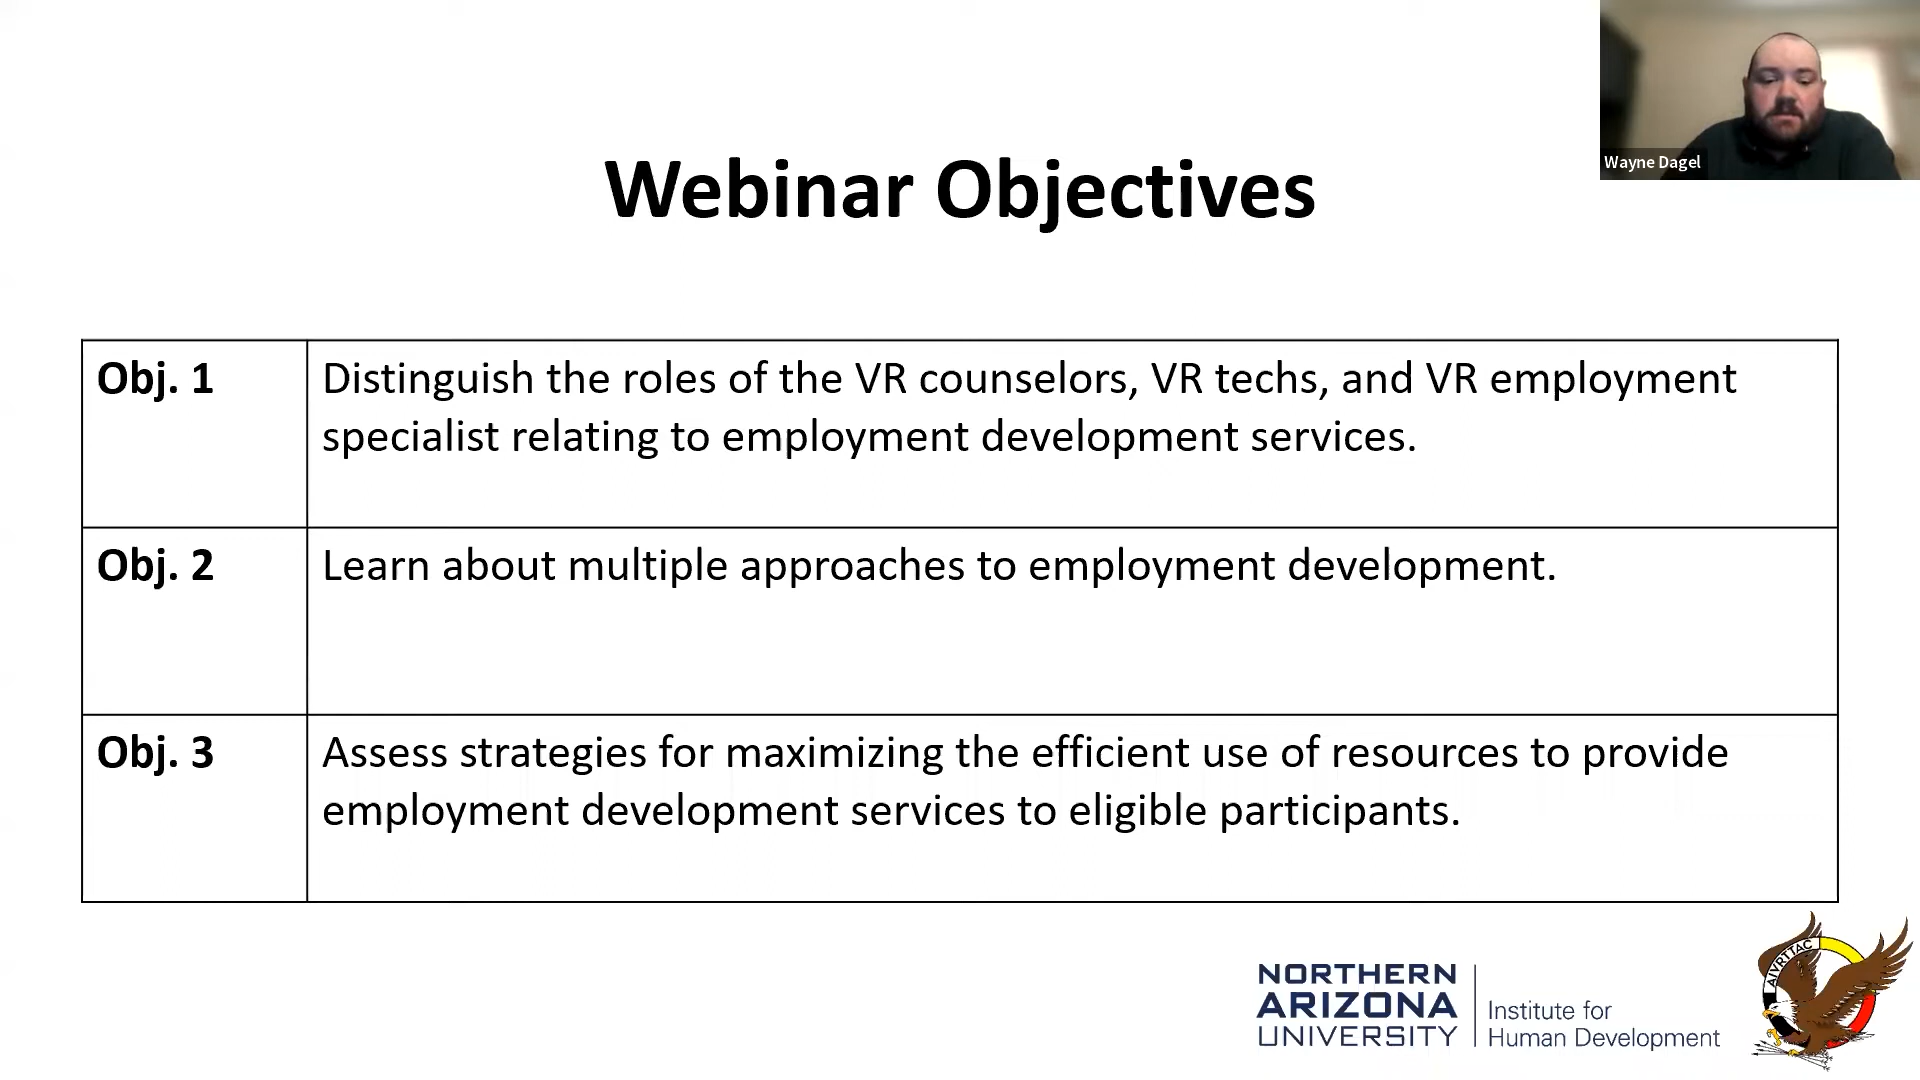 Wayne Dagel
Webinar Objectives
Obj. 1
Distinguish the roles of the VR counselors, VR techs, and VR employment
specialist relating to employment development services.
Obj. 2
Learn about multiple approaches to employment development.
Obj. 3
Assess strategies for maximizing the efficient use of resources to provide
employment development services to eligible participants.
NORTHERN
ARIZONA
UNIVERSITY
Institute for
Human Development
AIVRTTAC